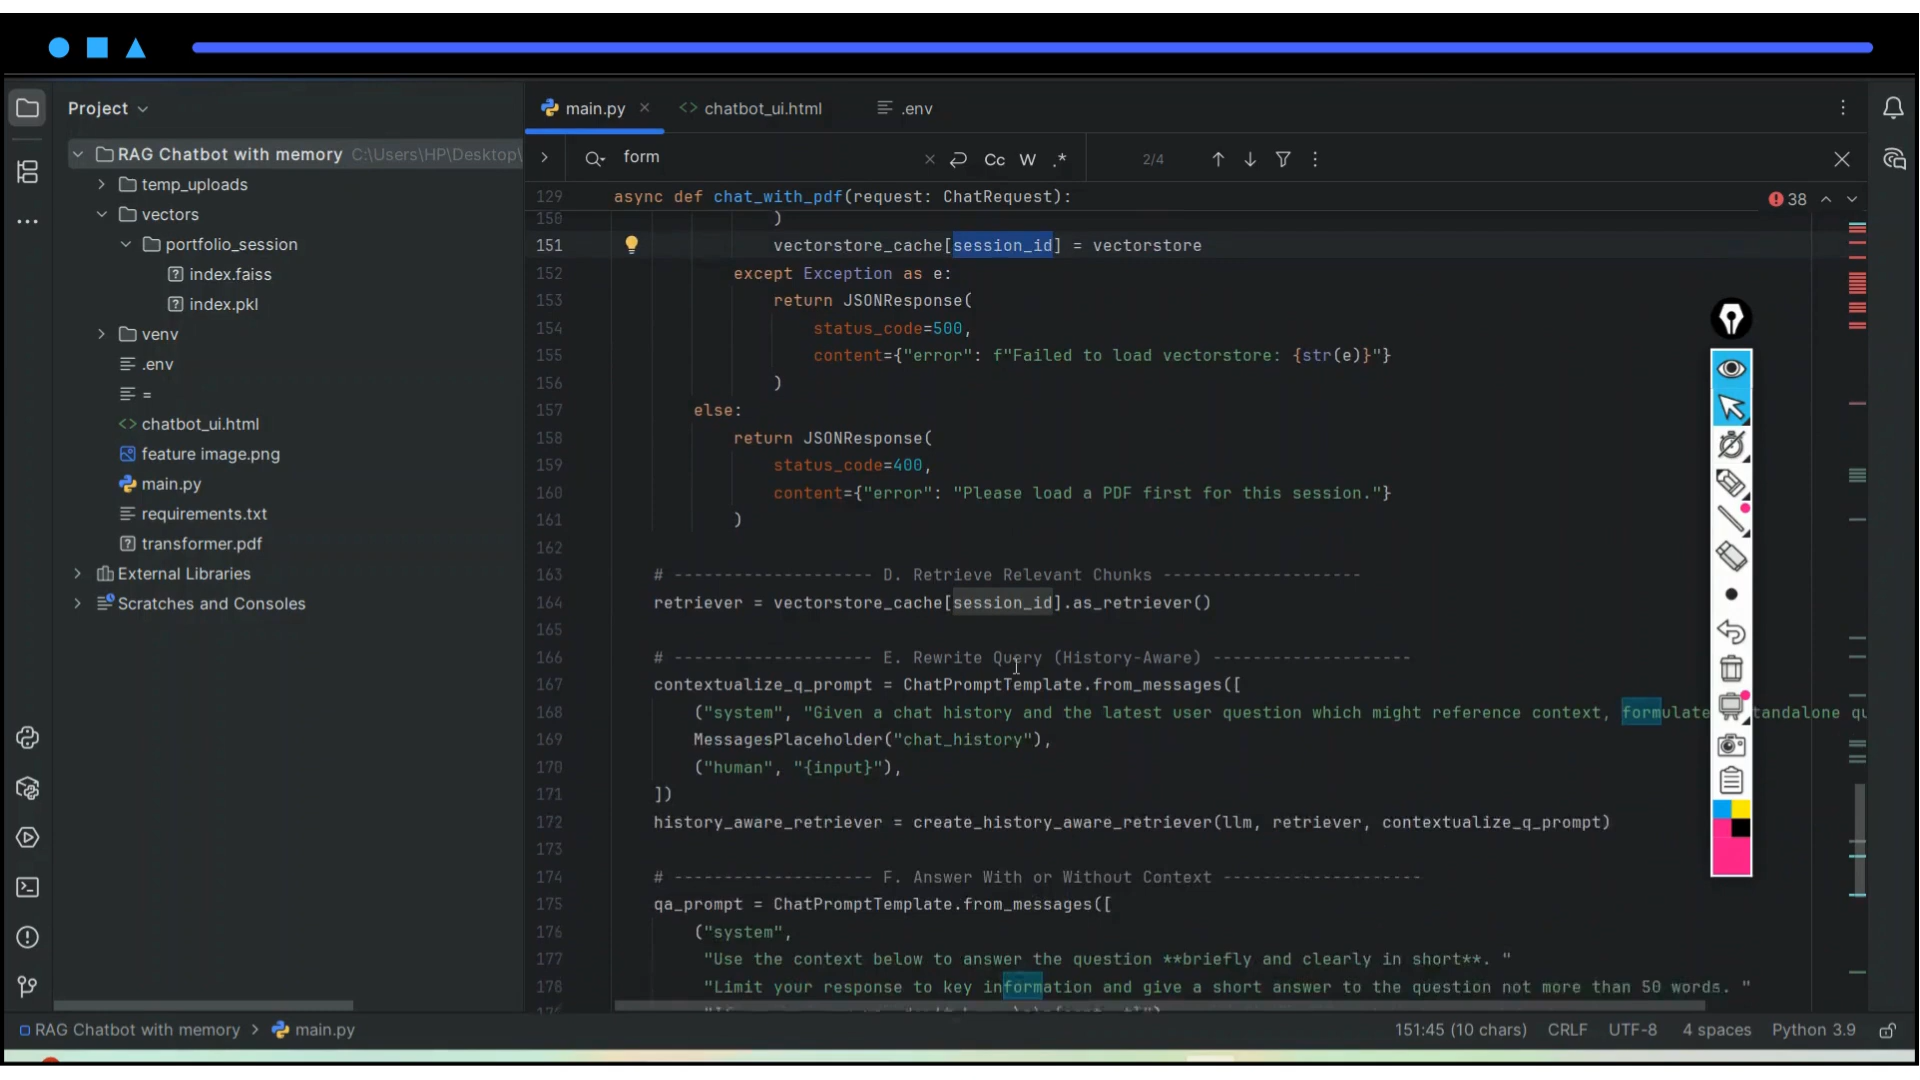 Project
main.py
chatbot_ui.html
.env
RAG Chatbot with memory C:\Users\HP\Desktop\
temp_uploads
vectors
portfolio_session
index.faiss
index.pkl
venv
.env
=
chatbot_ui.html
feature image.png
main.py
requirements.txt
transformer.pdf
External Libraries
Scratches and Consoles
form
Cc W .*
2/4
38
129 async def chat_with_pdf(request: ChatRequest):
150 )
151 vectorstore_cache[session_id] = vectorstore
152 except Exception as e:
153 return JSONResponse(
154 status_code=500,
155 content={"error": f"Failed to load vectorstore: {str(e)}"}
156 )
157 else:
158 return JSONResponse(
159 status_code=400,
160 content={"error": "Please load a PDF first for this session."}
161 )
162
163 # -------------------- D. Retrieve Relevant Chunks --------------------
164 retriever = vectorstore_cache[session_id].as_retriever()
165
166 # -------------------- E. Rewrite Query (History-Aware) --------------------
167 contextualize_q_prompt = ChatPromptTemplate.from_messages([
168 ("system", "Given a chat history and the latest user question which might reference context, formulate tandalone qu
169 MessagesPlaceholder("chat_history"),
170 ("human", "{input}"),
171 ])
172 history_aware_retriever = create_history_aware_retriever(llm, retriever, contextualize_q_prompt)
173
174 # -------------------- F. Answer With or Without Context --------------------
175 qa_prompt = ChatPromptTemplate.from_messages([
176 ("system",
177 "Use the context below to answer the question **briefly and clearly in short**. "
178 "Limit your response to key information and give a short answer to the question not more than 50 words. "
RAG Chatbot with memory > main.py
151:45 (10 chars) CRLF UTF-8 4 spaces Python 3.9